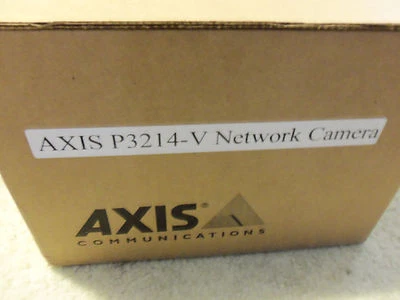 AXIS P3214-V Network Camera
AXIS®
COMMUNICATIONS